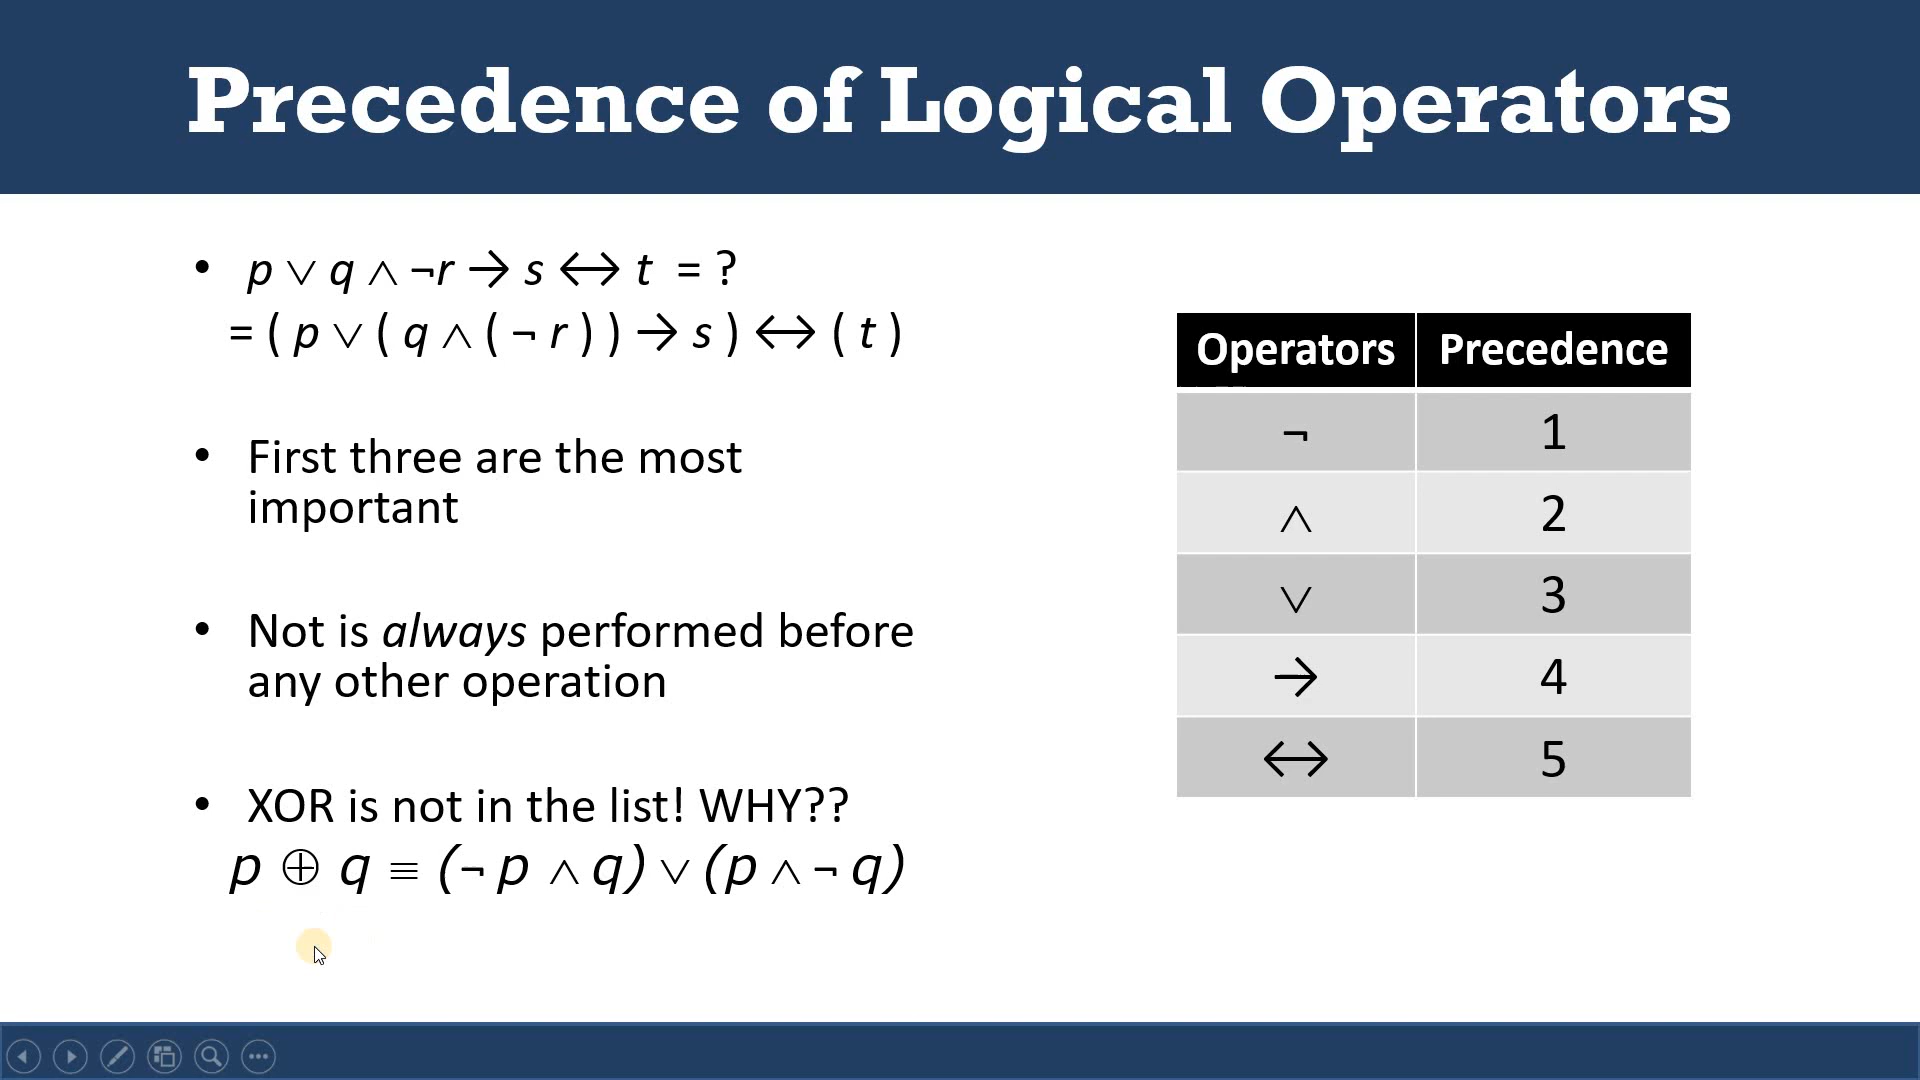 Precedence of Logical Operators
• p ∨ q ∧ ¬r → s ↔ t = ?
= ( p ∨ ( q ∧ ( ¬ r ) ) → s ) ↔ ( t )
• First three are the most
important
• Not is always performed before
any other operation
• XOR is not in the list! WHY??
p ⊕ q ≡ (¬ p ∧ q) ∨ (p ∧ ¬ q)
Operators Precedence
¬ 1
∧ 2
∨ 3
→ 4
↔ 5